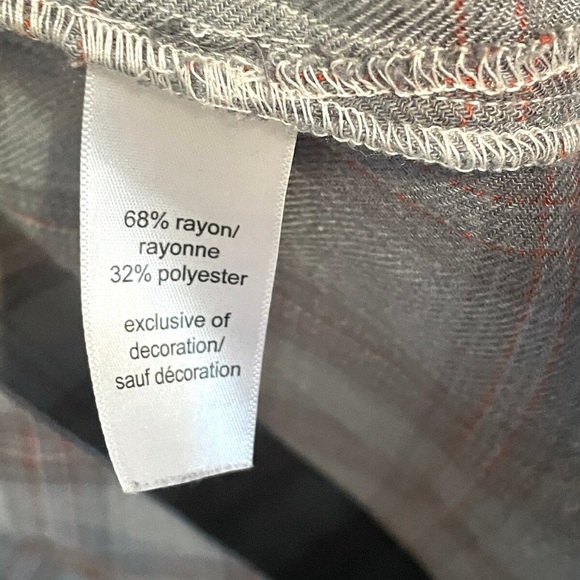 68% rayon/
rayonne
32% polyester
exclusive of
decoration/
sauf décoration